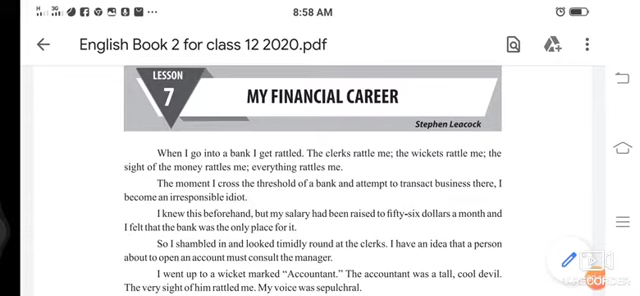 H 3G 8:58 AM
English Book 2 for class 12 2020.pdf
LESSON
7
MY FINANCIAL CAREER
Stephen Leacock
When I go into a bank I get rattled. The clerks rattle me; the wickets rattle me; the
sight of the money rattles me; everything rattles me.
The moment I cross the threshold of a bank and attempt to transact business there, I
become an irresponsible idiot.
I knew this beforehand, but my salary had been raised to fifty-six dollars a month and
I felt that the bank was the only place for it.
So I shambled in and looked timidly round at the clerks. I have an idea that a person
about to open an account must consult the manager.
I went up to a wicket marked "Accountant." The accountant was a tall, cool devil.
The very sight of him rattled me. My voice was sepulchral.